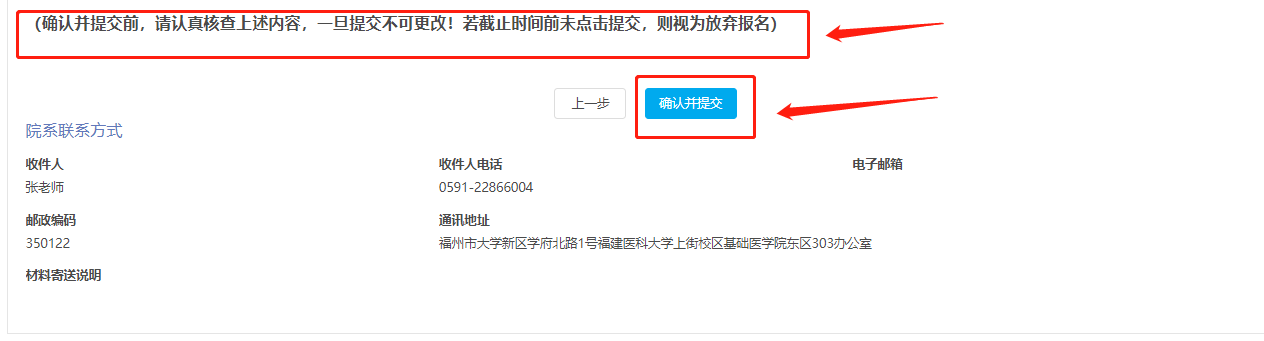 （确认并提交前，请认真核查上述内容，一旦提交不可更改！若截止时间前未点击提交，则视为放弃报名）
上一步
确认并提交
院系联系方式
收件人
收件人电话
电子邮箱
张老师
0591-22866004
邮政编码
通讯地址
350122
福州市大学新区学府北路1号福建医科大学上街校区基础医学院东区303办公室
材料寄送说明